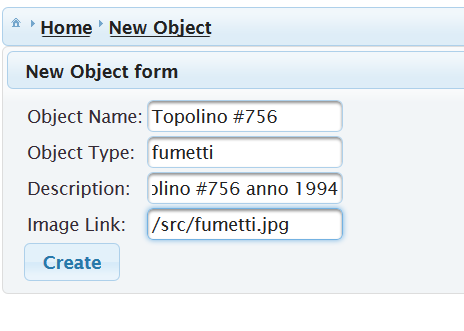 Home New Object
New Object form
Object Name: Topolino #756
Object Type: fumetti
Description: olino #756 anno 1994
Image Link: /src/fumetti.jpg
Create